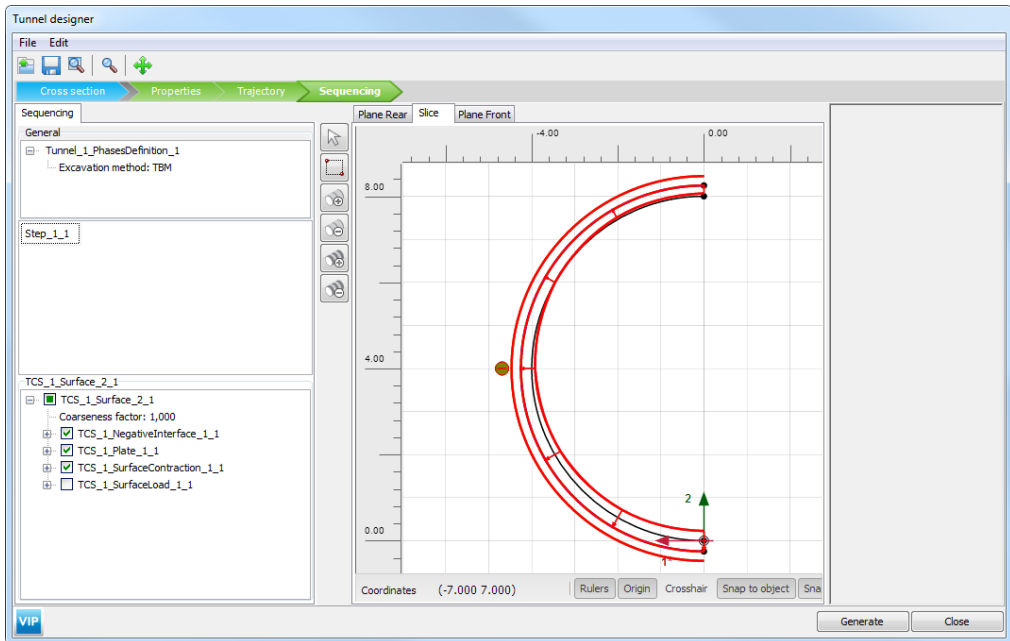 Tunnel designer
File Edit
Cross section Properties Trajectory Sequencing
Sequencing
General
Tunnel_1_PhasesDefinition_1
Excavation method: TBM
Step_1_1
TCS_1_Surface_2_1
TCS_1_Surface_2_1
Coarseness factor: 1,000
TCS_1_NegativeInterface_1_1
TCS_1_Plate_1_1
TCS_1_SurfaceContraction_1_1
TCS_1_SurfaceLoad_1_1
Plane Rear Slice Plane Front
-4.00 0.00
8.00
4.00
0.00
2
1
Coordinates (-7.000 7.000) Rulers Origin Crosshair Snap to object Sna
VIP Generate Close